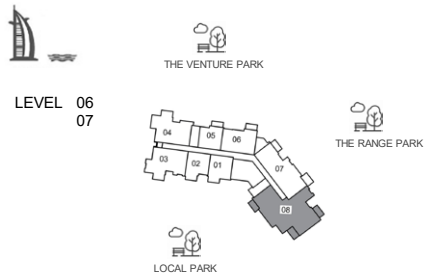 THE VENTURE PARK
LEVEL 06
07
THE RANGE PARK
04
05
06
03
02
01
07
08
LOCAL PARK